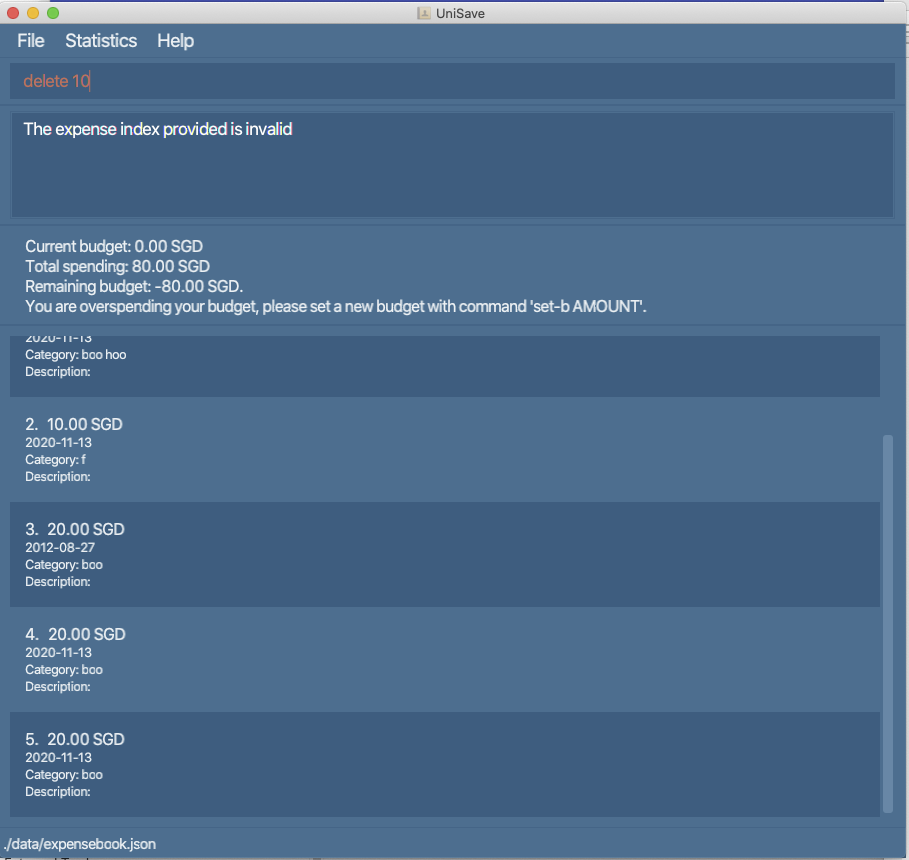 UniSave
File Statistics Help
delete 10
The expense index provided is invalid
Current budget: 0.00 SGD
Total spending: 80.00 SGD
Remaining budget: -80.00 SGD.
You are overspending your budget, please set a new budget with command 'set-b AMOUNT'.
2020-11-13
Category: boo hoo
Description:
2. 10.00 SGD
2020-11-13
Category: f
Description:
3. 20.00 SGD
2012-08-27
Category: boo
Description:
4. 20.00 SGD
2020-11-13
Category: boo
Description:
5. 20.00 SGD
2020-11-13
Category: boo
Description:
./data/expensebook.json